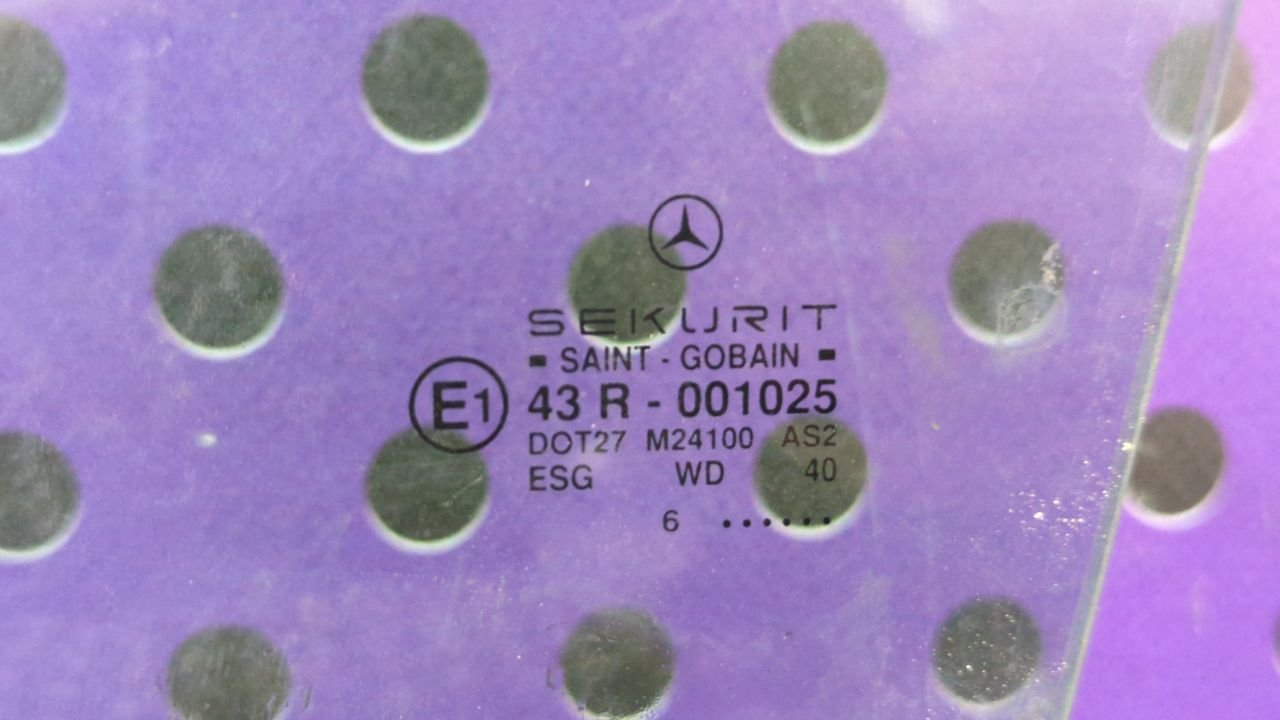 SEKURIT
SAINT - GOBAIN
E1 43 R - 001025
DOT27 M24100 AS2
ESG WD 40
6 ......